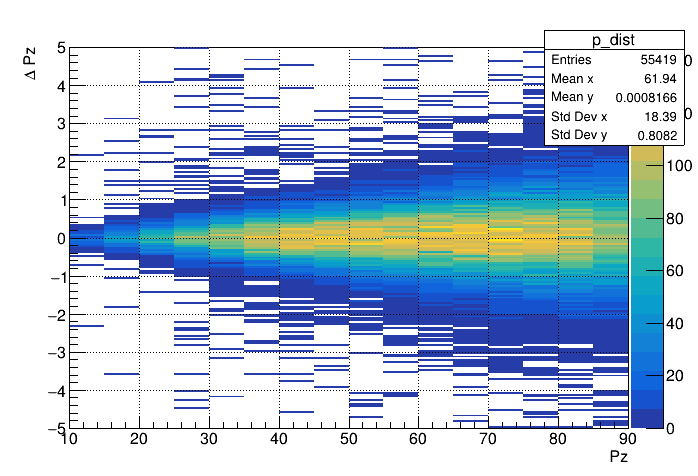 p_dist
Entries 55419
Mean x 61.94
Mean y 0.0008166
Std Dev x 18.39
Std Dev y 0.8082
Δ Pz
5
4
3
2
1
0
−1
−2
−3
−4
−5
10 20 30 40 50 60 70 80 90
Pz
0
0
100
80
60
40
20
0